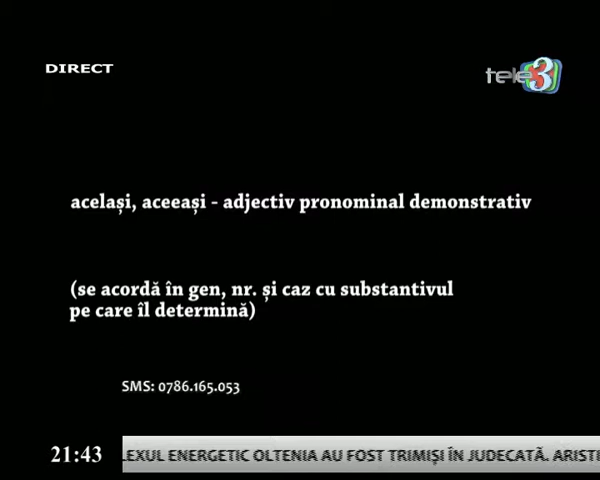 DIRECT
tele3
același, aceeași - adjectiv pronominal demonstrativ
(se acordă în gen, nr. și caz cu substantivul
pe care îl determină)
SMS: 0786.165.053
21:43
LEXUL ENERGETIC OLTENIA AU FOST TRIMIȘI ÎN JUDECATĂ. ARISTI